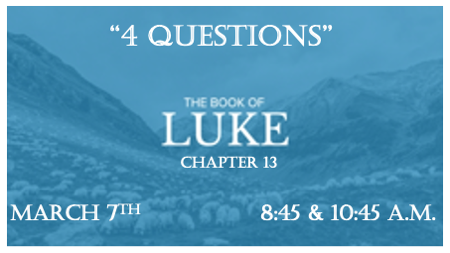 “4 QUESTIONS”
THE BOOK OF
LUKE
CHAPTER 13
MARCH 7TH
8:45 & 10:45 A.M.